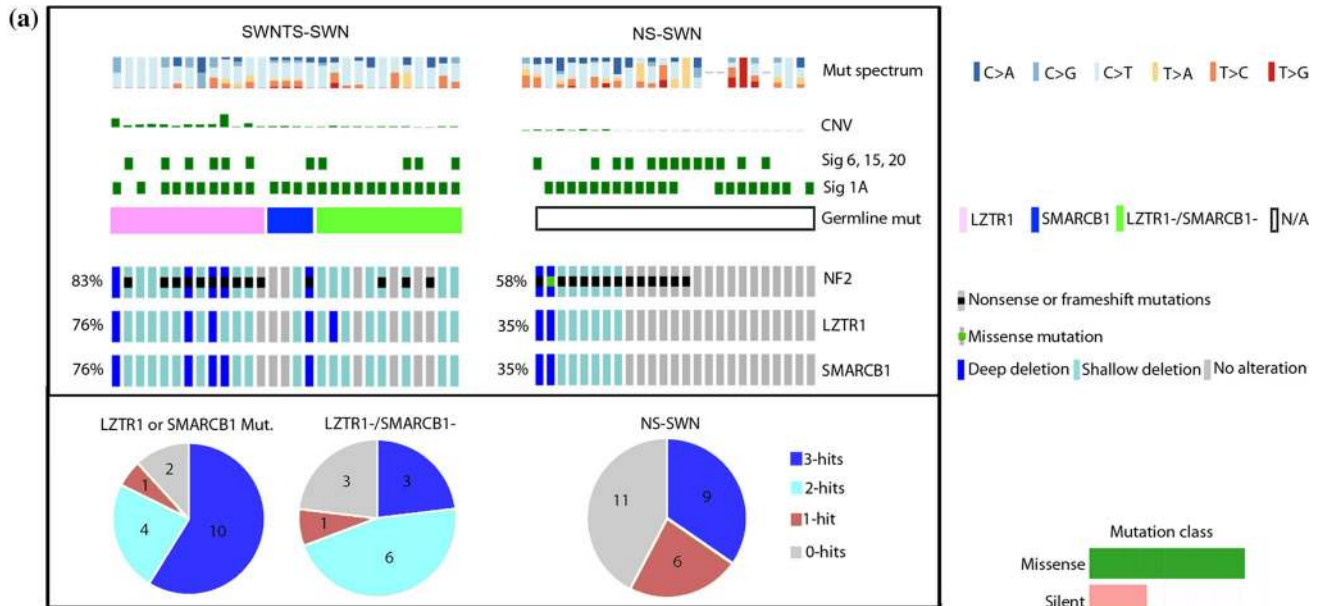 (a)
SWNTS-SWN
NS-SWN
Mut spectrum
C>A C>G C>T T>A T>C T>G
CNV
Sig 6, 15, 20
Sig 1A
Germline mut
LZTR1 SMARCB1 LZTR1-/SMARCB1- N/A
83%
58%
NF2
Nonsense or frameshift mutations
76%
35%
LZTR1
Missense mutation
76%
35%
SMARCB1
Deep deletion Shallow deletion No alteration
LZTR1 or SMARCB1 Mut.
LZTR1-/SMARCB1-
NS-SWN
2
1
4
10
3
3
1
6
11
9
6
3-hits
2-hits
1-hit
0-hits
Mutation class
Missense
Silent